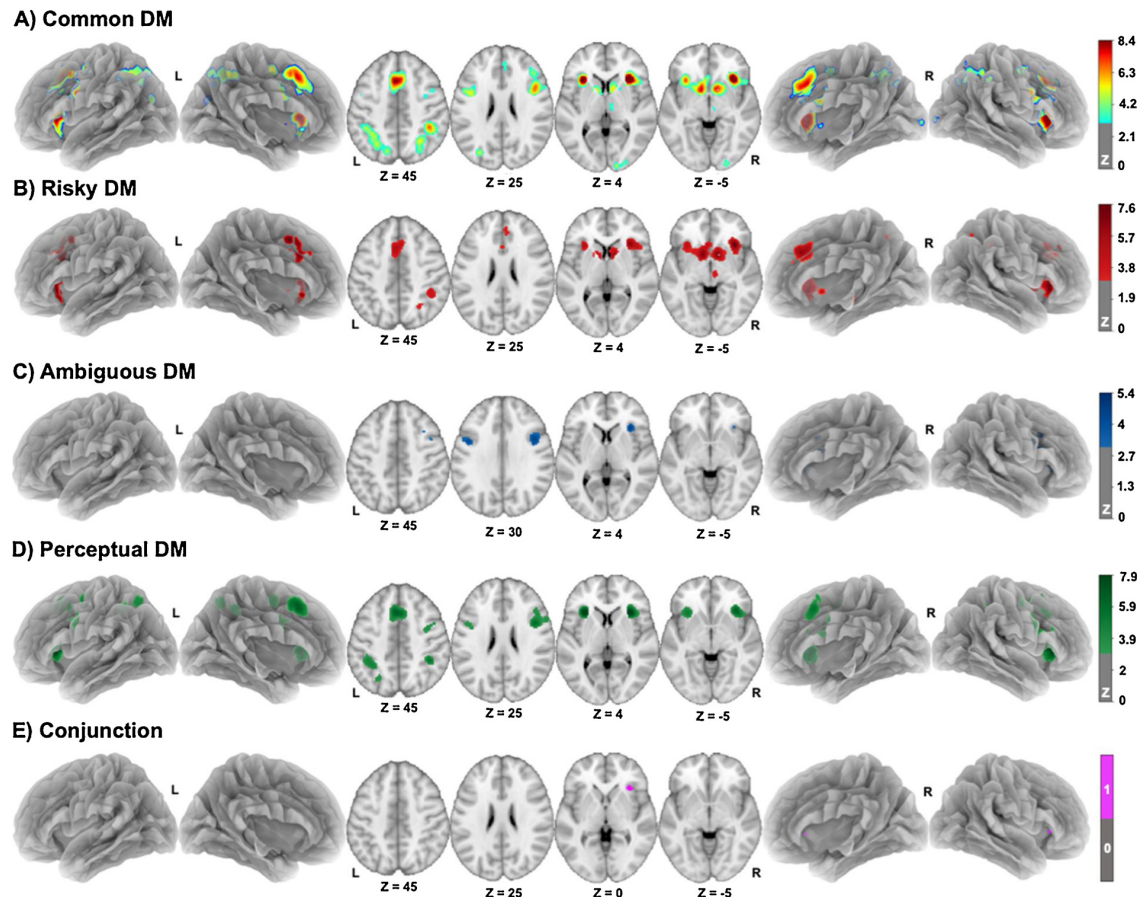 A) Common DM
L
R
L
R
Z = 45
Z = 25
Z = 4
Z = -5
8.4
6.3
4.2
2.1
0
Z
B) Risky DM
L
R
L
R
Z = 45
Z = 25
Z = 4
Z = -5
7.6
5.7
3.8
1.9
0
Z
C) Ambiguous DM
L
R
L
R
Z = 45
Z = 30
Z = 4
Z = -5
5.4
4
2.7
1.3
0
Z
D) Perceptual DM
L
R
L
R
Z = 45
Z = 25
Z = 4
Z = -5
7.9
5.9
3.9
2
0
Z
E) Conjunction
L
R
L
R
Z = 45
Z = 25
Z = 0
Z = -5
1
0